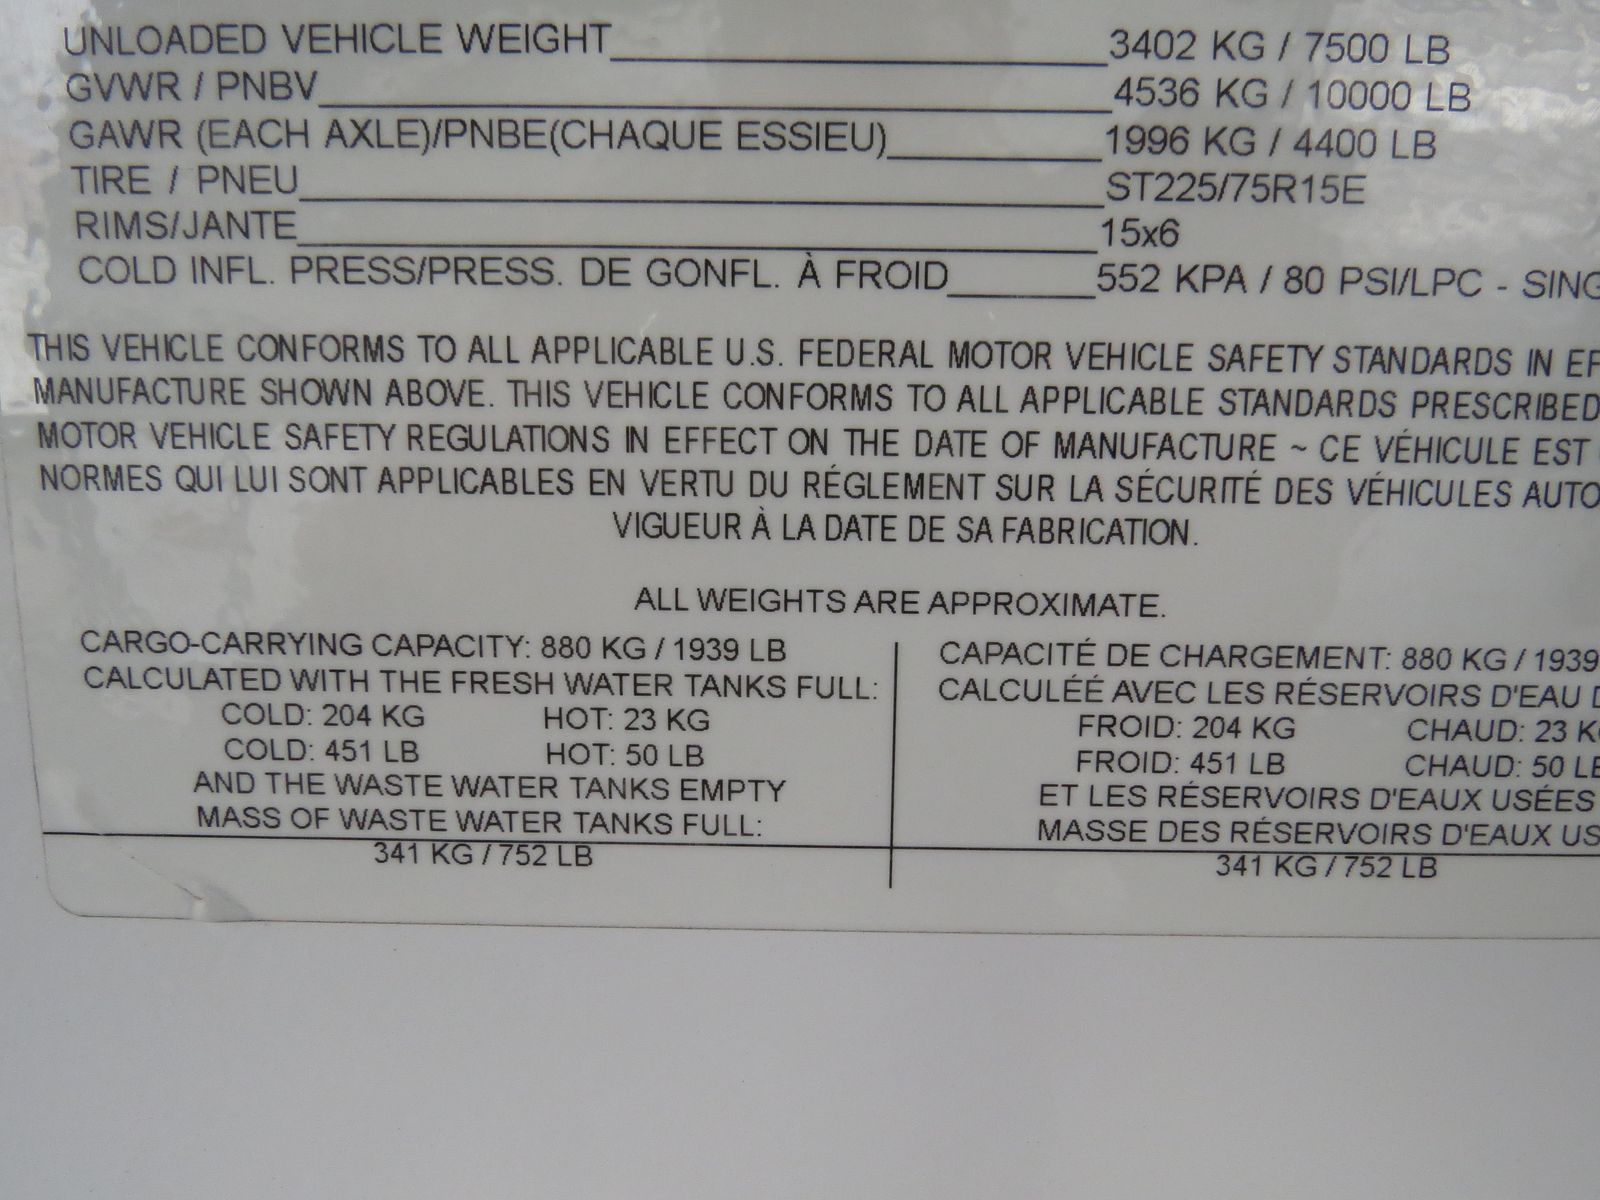 UNLOADED VEHICLE WEIGHT 3402 KG / 7500 LB
GVWR / PNBV 4536 KG / 10000 LB
GAWR (EACH AXLE)/PNBE(CHAQUE ESSIEU) 1996 KG / 4400 LB
TIRE / PNEU ST225/75R15E
RIMS/JANTE 15x6
COLD INFL. PRESS/PRESS. DE GONFL. À FROID 552 KPA / 80 PSI/LPC - SING
THIS VEHICLE CONFORMS TO ALL APPLICABLE U.S. FEDERAL MOTOR VEHICLE SAFETY STANDARDS IN EF
MANUFACTURE SHOWN ABOVE. THIS VEHICLE CONFORMS TO ALL APPLICABLE STANDARDS PRESCRIBED
MOTOR VEHICLE SAFETY REGULATIONS IN EFFECT ON THE DATE OF MANUFACTURE ~ CE VÉHICULE EST
NORMES QUI LUI SONT APPLICABLES EN VERTU DU RÉGLEMENT SUR LA SÉCURITÉ DES VÉHICULES AUTO
VIGUEUR À LA DATE DE SA FABRICATION.
ALL WEIGHTS ARE APPROXIMATE.
CARGO-CARRYING CAPACITY: 880 KG / 1939 LB
CALCULATED WITH THE FRESH WATER TANKS FULL:
COLD: 204 KG HOT: 23 KG
COLD: 451 LB HOT: 50 LB
AND THE WASTE WATER TANKS EMPTY
MASS OF WASTE WATER TANKS FULL:
341 KG / 752 LB
CAPACITÉ DE CHARGEMENT: 880 KG / 1939
CALCULÉÉ AVEC LES RÉSERVOIRS D'EAU D
FROID: 204 KG CHAUD: 23 KG
FROID: 451 LB CHAUD: 50 LB
ET LES RÉSERVOIRS D'EAUX USÉES
MASSE DES RÉSERVOIRS D'EAUX US
341 KG / 752 LB